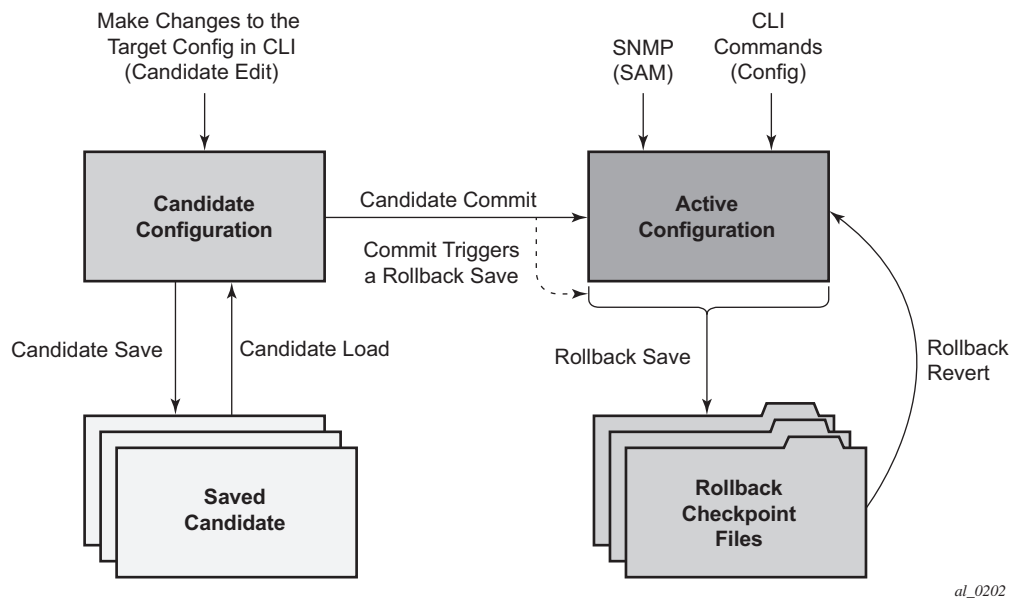 Make Changes to the
Target Config in CLI
(Candidate Edit)
SNMP
(SAM)
CLI
Commands
(Config)
Candidate
Configuration
Candidate Commit
Commit Triggers
a Rollback Save
Active
Configuration
Candidate Save
Candidate Load
Rollback Save
Rollback
Revert
Saved
Candidate
Rollback
Checkpoint
Files
al_0202